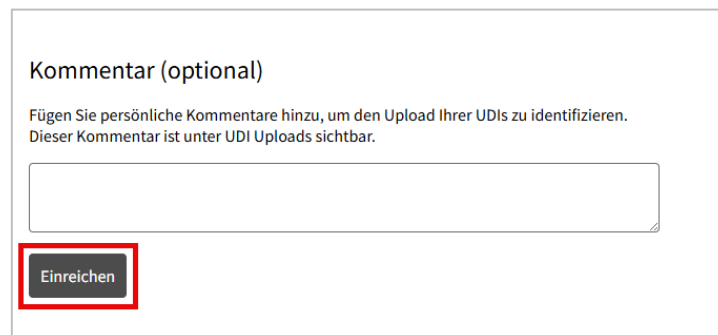 Kommentar (optional)
Fügen Sie persönliche Kommentare hinzu, um den Upload Ihrer UDIs zu identifizieren.
Dieser Kommentar ist unter UDI Uploads sichtbar.
Einreichen